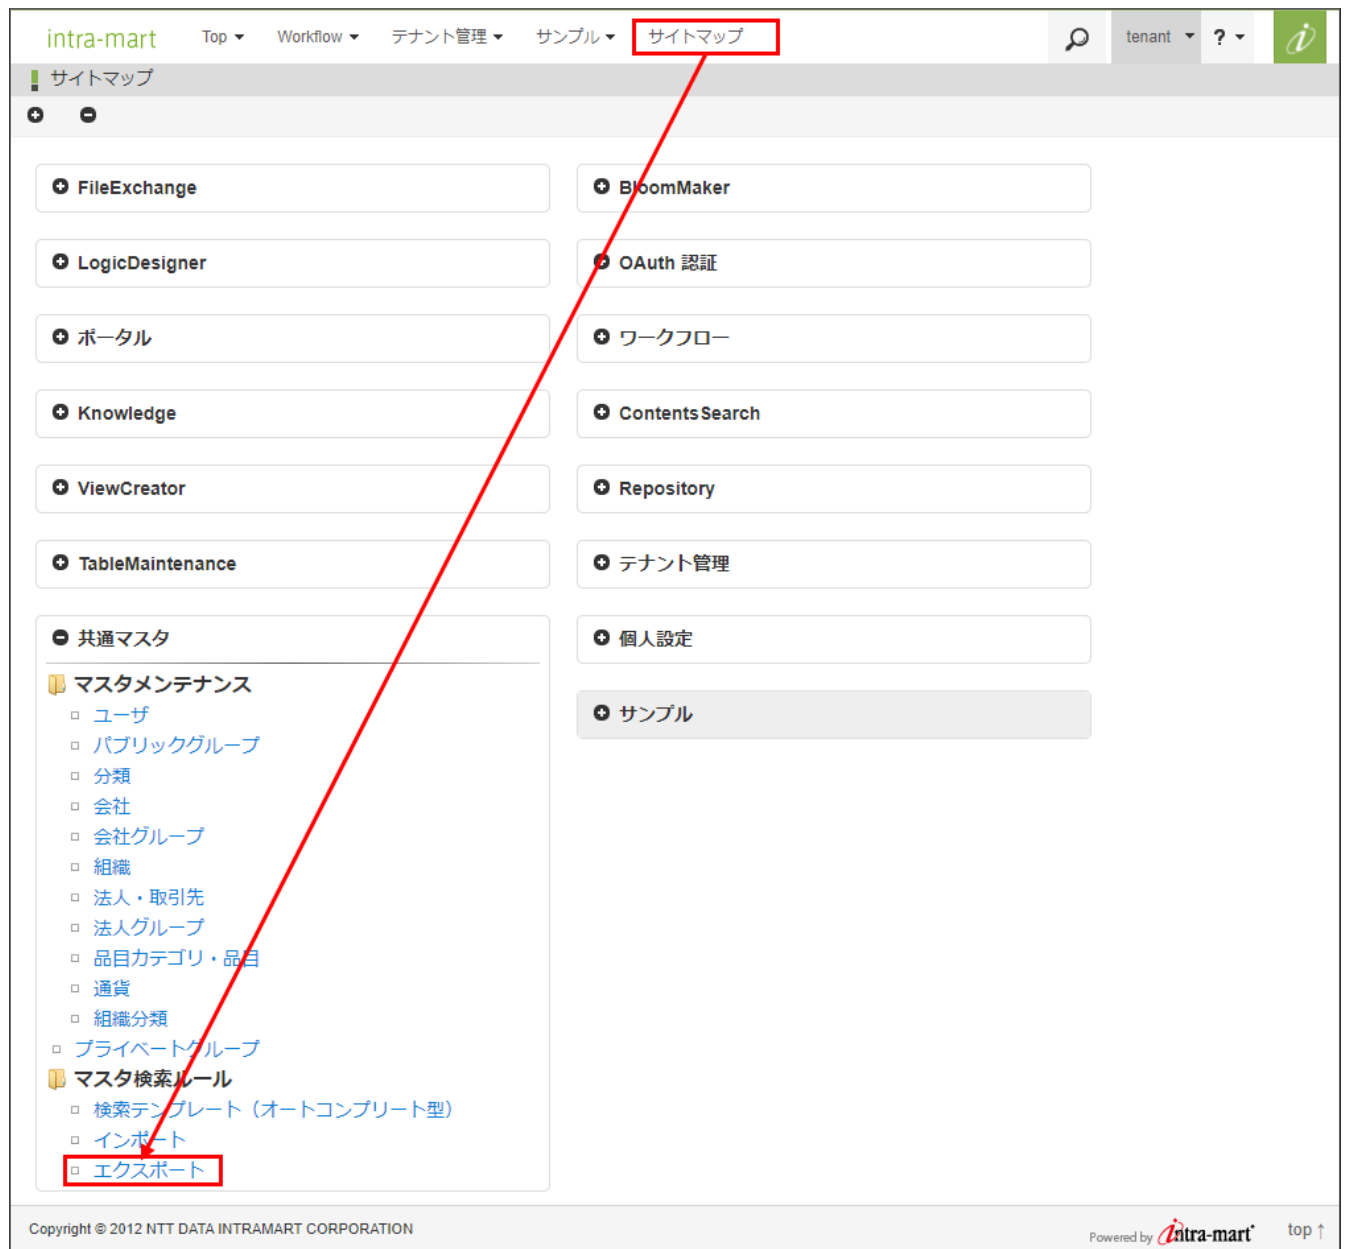 intra-mart Top Workflow テナント管理 サンプル サイトマップ tenant ?
サイトマップ
FileExchange
BloomMaker
LogicDesigner
OAuth 認証
ポータル
ワークフロー
Knowledge
ContentsSearch
ViewCreator
Repository
TableMaintenance
テナント管理
共通マスタ
個人設定
サンプル
マスタメンテナンス
ユーザ
パブリックグループ
分類
会社
会社グループ
組織
法人・取引先
法人グループ
品目カテゴリ・品目
通貨
組織分類
プライベートグループ
マスタ検索ルール
検索テンプレート（オートコンプリート型）
インポート
エクスポート
Copyright © 2012 NTT DATA INTRAMART CORPORATION
Powered by intra-mart
top ↑